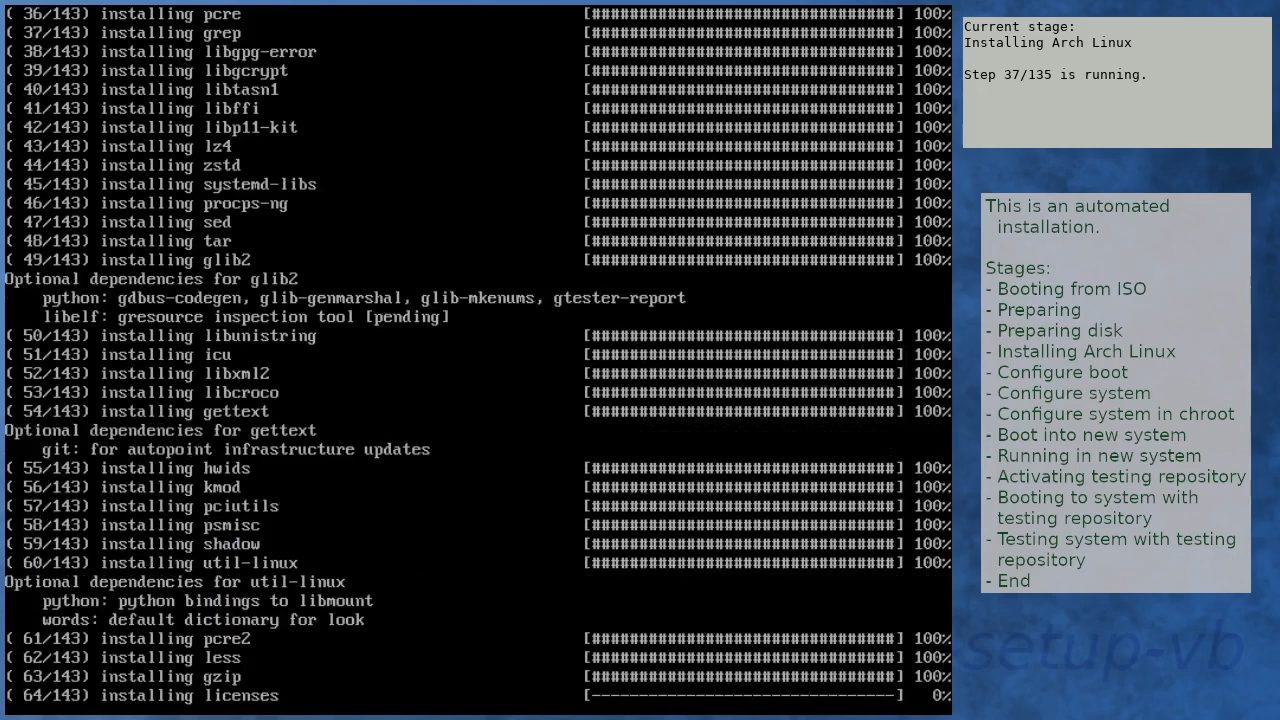 ( 36/143) installing pcre [################################] 100%
( 37/143) installing grep [################################] 100%
( 38/143) installing libgpg-error [################################] 100%
( 39/143) installing libgcrypt [################################] 100%
( 40/143) installing libtasn1 [################################] 100%
( 41/143) installing libffi [################################] 100%
( 42/143) installing libp11-kit [################################] 100%
( 43/143) installing lz4 [################################] 100%
( 44/143) installing zstd [################################] 100%
( 45/143) installing systemd-libs [################################] 100%
( 46/143) installing procps-ng [################################] 100%
( 47/143) installing sed [################################] 100%
( 48/143) installing tar [################################] 100%
( 49/143) installing glib2 [################################] 100%
Optional dependencies for glib2
python: gdbus-codegen, glib-genmarshal, glib-mkenums, gtester-report
libelf: gresource inspection tool [pending]
( 50/143) installing libunistring [################################] 100%
( 51/143) installing icu [################################] 100%
( 52/143) installing libxml2 [################################] 100%
( 53/143) installing libcroco [################################] 100%
( 54/143) installing gettext [################################] 100%
Optional dependencies for gettext
git: for autopoint infrastructure updates
( 55/143) installing hwids [################################] 100%
( 56/143) installing kmod [################################] 100%
( 57/143) installing pciutils [################################] 100%
( 58/143) installing psmisc [################################] 100%
( 59/143) installing shadow [################################] 100%
( 60/143) installing util-linux [################################] 100%
Optional dependencies for util-linux
python: python bindings to libmount
words: default dictionary for look
( 61/143) installing pcre2 [################################] 100%
( 62/143) installing less [################################] 100%
( 63/143) installing gzip [################################] 100%
( 64/143) installing licenses [--------------------------------] 0%
Current stage:
Installing Arch Linux
Step 37/135 is running.
This is an automated
installation.
Stages:
- Booting from ISO
- Preparing
- Preparing disk
- Installing Arch Linux
- Configure boot
- Configure system
- Configure system in chroot
- Boot into new system
- Running in new system
- Activating testing repository
- Booting to system with
testing repository
- Testing system with testing
repository
- End
setup-vb